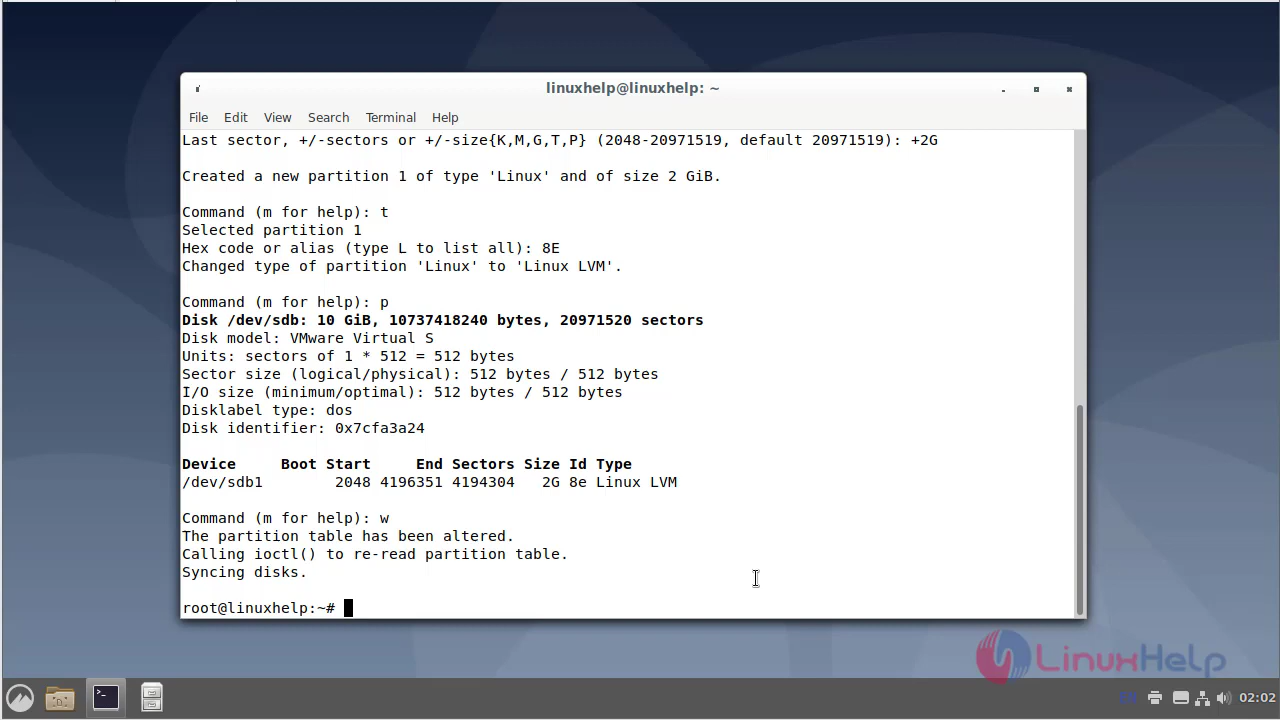 linuxhelp@linuxhelp: ~
File Edit View Search Terminal Help
Last sector, +/-sectors or +/-size{K,M,G,T,P} (2048-20971519, default 20971519): +2G
Created a new partition 1 of type 'Linux' and of size 2 GiB.
Command (m for help): t
Selected partition 1
Hex code or alias (type L to list all): 8E
Changed type of partition 'Linux' to 'Linux LVM'.
Command (m for help): p
Disk /dev/sdb: 10 GiB, 10737418240 bytes, 20971520 sectors
Disk model: VMware Virtual S
Units: sectors of 1 * 512 = 512 bytes
Sector size (logical/physical): 512 bytes / 512 bytes
I/O size (minimum/optimal): 512 bytes / 512 bytes
Disklabel type: dos
Disk identifier: 0x7cfa3a24
Device     Boot Start     End Sectors Size Id Type
/dev/sdb1        2048 4196351 4194304   2G 8e Linux LVM
Command (m for help): w
The partition table has been altered.
Calling ioctl() to re-read partition table.
Syncing disks.
root@linuxhelp:~#
LinuxHelp
02:02